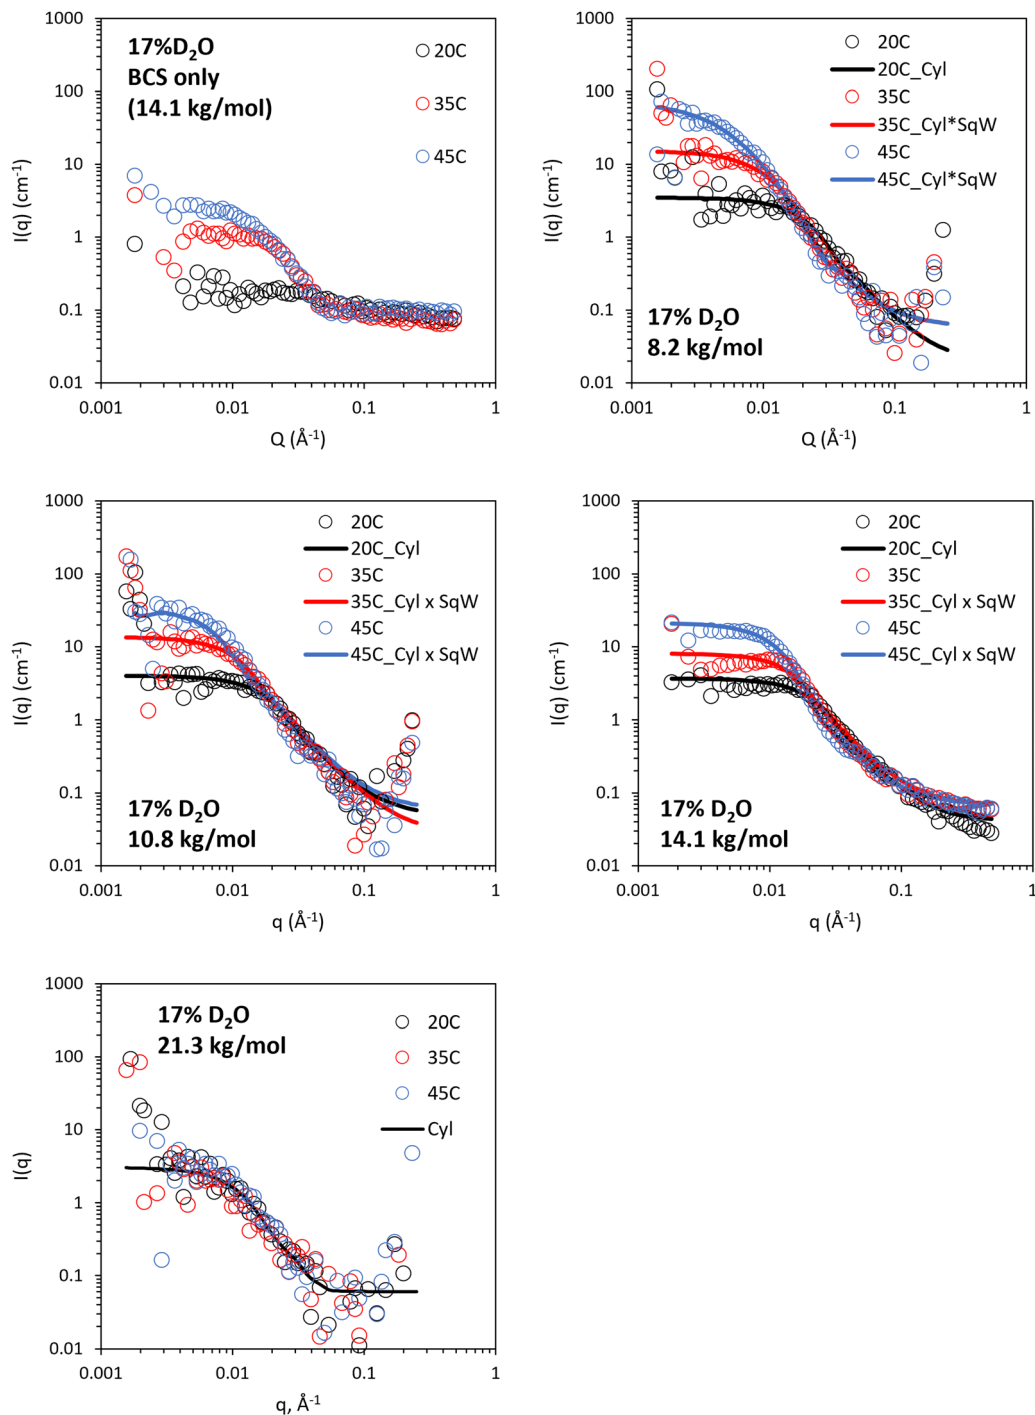 1000
100
10
1
0.1
0.01
0.001
0.01
0.1
1
I(q) (cm⁻¹)
Q (Å⁻¹)
17%D₂O
BCS only
(14.1 kg/mol)
20C
35C
45C
1000
100
10
1
0.1
0.01
0.001
0.01
0.1
1
I(q) (cm⁻¹)
Q (Å⁻¹)
20C
20C_Cyl
35C
35C_Cyl*SqW
45C
45C_Cyl*SqW
17% D₂O
8.2 kg/mol
1000
100
10
1
0.1
0.01
0.001
0.01
0.1
1
I(q) (cm⁻¹)
q (Å⁻¹)
20C
20C_Cyl
35C
35C_Cyl x SqW
45C
45C_Cyl x SqW
17% D₂O
10.8 kg/mol
1000
100
10
1
0.1
0.01
0.001
0.01
0.1
1
I(q) (cm⁻¹)
q (Å⁻¹)
20C
20C_Cyl
35C
35C_Cyl x SqW
45C
45C_Cyl x SqW
17% D₂O
14.1 kg/mol
1000
100
10
1
0.1
0.01
0.001
0.01
0.1
1
I(q)
q, Å⁻¹
17% D₂O
21.3 kg/mol
20C
35C
45C
Cyl